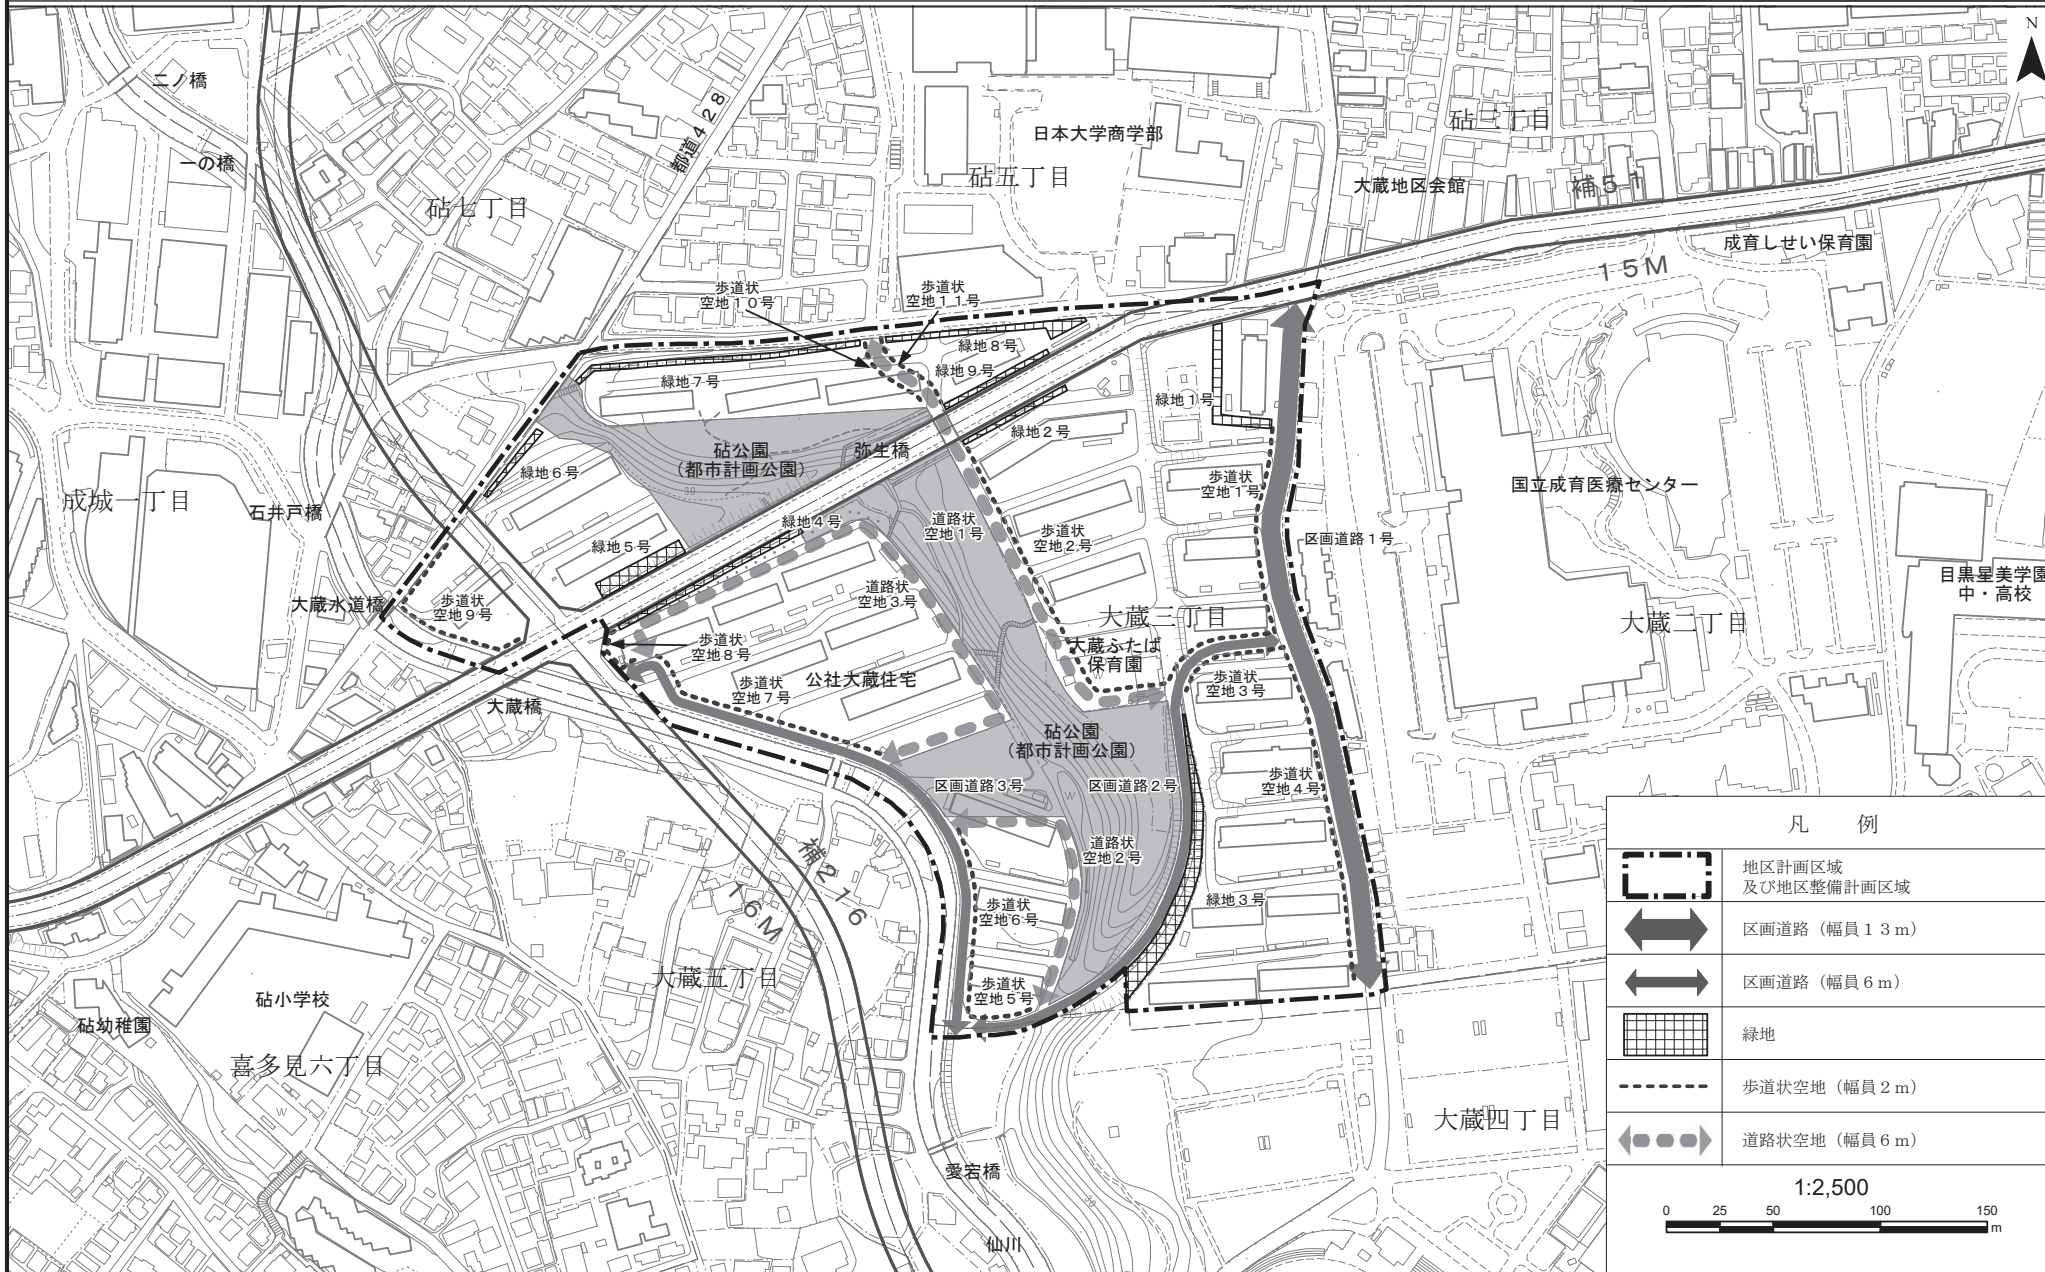 N
二ノ橋
一の橋
都道428
砧七丁目
日本大学商学部
砧五丁目
砧三丁目
大蔵地区会館
補51
成育しせい保育園
15M
歩道状
空地10号
歩道状
空地11号
緑地8号
緑地9号
緑地7号
緑地1号
緑地2号
砧公園
(都市計画公園)
弥生橋
緑地6号
成城一丁目
石井戸橋
歩道状
空地1号
国立成育医療センター
緑地4号
道路状
空地1号
歩道状
空地2号
区画道路1号
緑地5号
目黒星美学園
中・高校
道路状
空地3号
大蔵水道橋
歩道状
空地9号
大蔵三丁目
大蔵二丁目
歩道状
空地8号
大蔵ふたば
保育園
公社大蔵住宅
歩道状
空地7号
歩道状
空地3号
大蔵橋
砧公園
(都市計画公園)
区画道路3号
区画道路2号
歩道状
空地4号
30
30
30
W
W
W
補216
16M
道路状
空地2号
緑地3号
歩道状
空地6号
大蔵五丁目
歩道状
空地5号
砧小学校
砧幼稚園
喜多見六丁目
大蔵四丁目
愛宕橋
仙川
凡例
地区計画区域
及び地区整備計画区域
区画道路(幅員13m)
区画道路(幅員6m)
緑地
歩道状空地(幅員2m)
道路状空地(幅員6m)
1:2,500
0 25 50 100 150
m